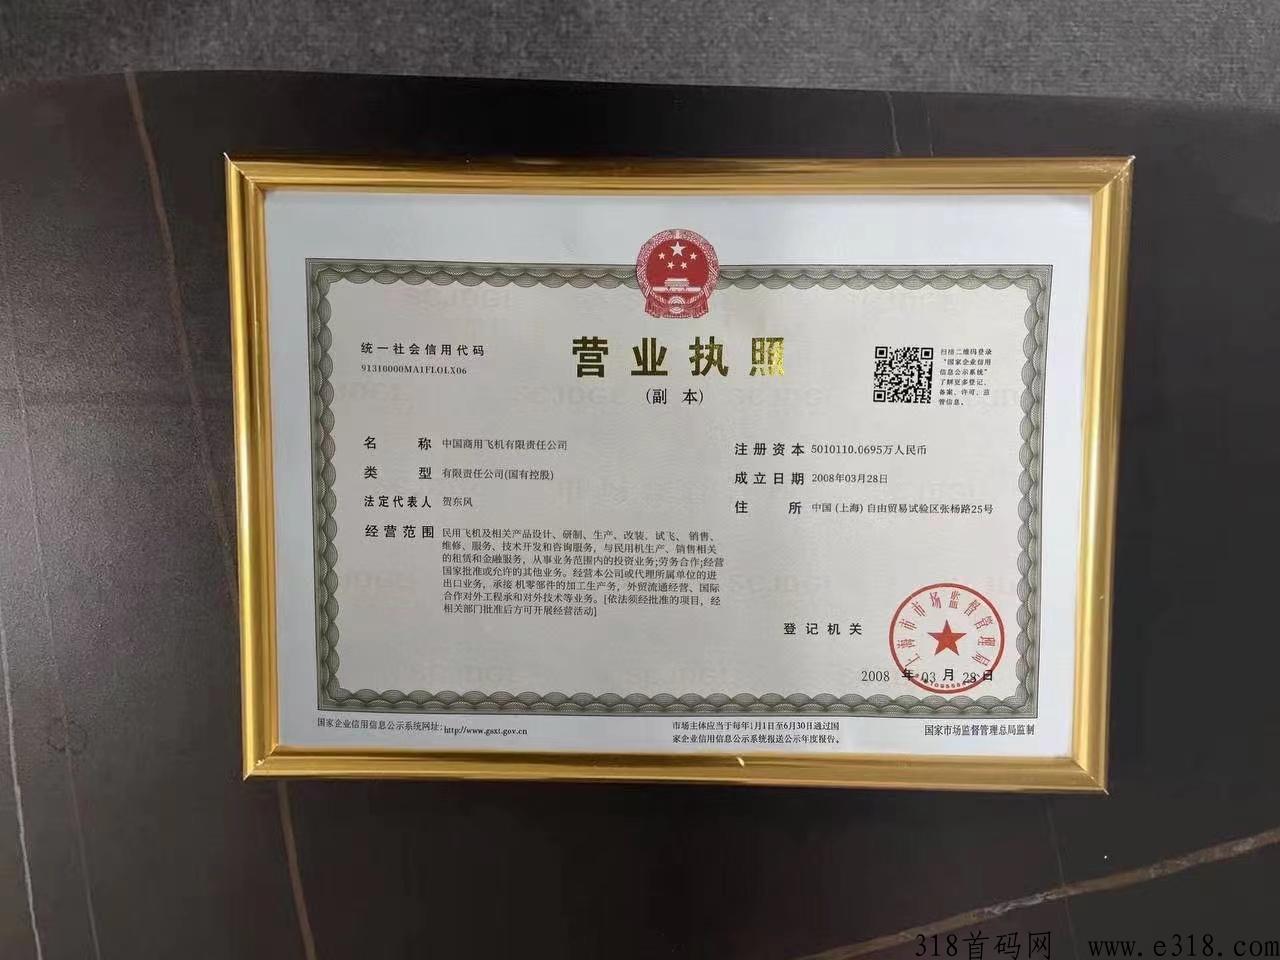 统一社会信用代码
91310000MA1FLOLX06
营业执照
(副 本)
扫描二维码登录
"国家企业信用
信息公示系统"
了解更多登记、
备案、许可、监
管信息。
名 称 中国商用飞机有限责任公司
类 型 有限责任公司(国有控股)
法定代表人 贺东风
经营范围 民用飞机及相关产品设计、研制、生产、改装、试飞、销售、
维修、服务、技术开发和咨询服务，与民用机生产、销售相关
的租赁和金融服务，从事业务范围内的投资业务;劳务合作;经营
国家批准或允许的其他业务。经营本公司或代理所属单位的进
出口业务，承接 机零部件的加工生产务，外贸流通经营、国际
合作对外工程承和对外技术等业务。[依法须经批准的项目，经
相关部门批准后方可开展经营活动]
注册资本 5010110.0695万人民币
成立日期 2008年03月28日
住 所 中国 (上海) 自由贸易试验区张杨路25号
登记机关
上海市市场监督管理局
2008 年 03 月 28 日
国家企业信用信息公示系统网址: http://www.gsxt.gov.cn
市场主体应当于每年1月1日至6月30日通过国
家企业信用信息公示系统报送公示年度报告。
国家市场监督管理总局监制
318首码网 www.e318.com